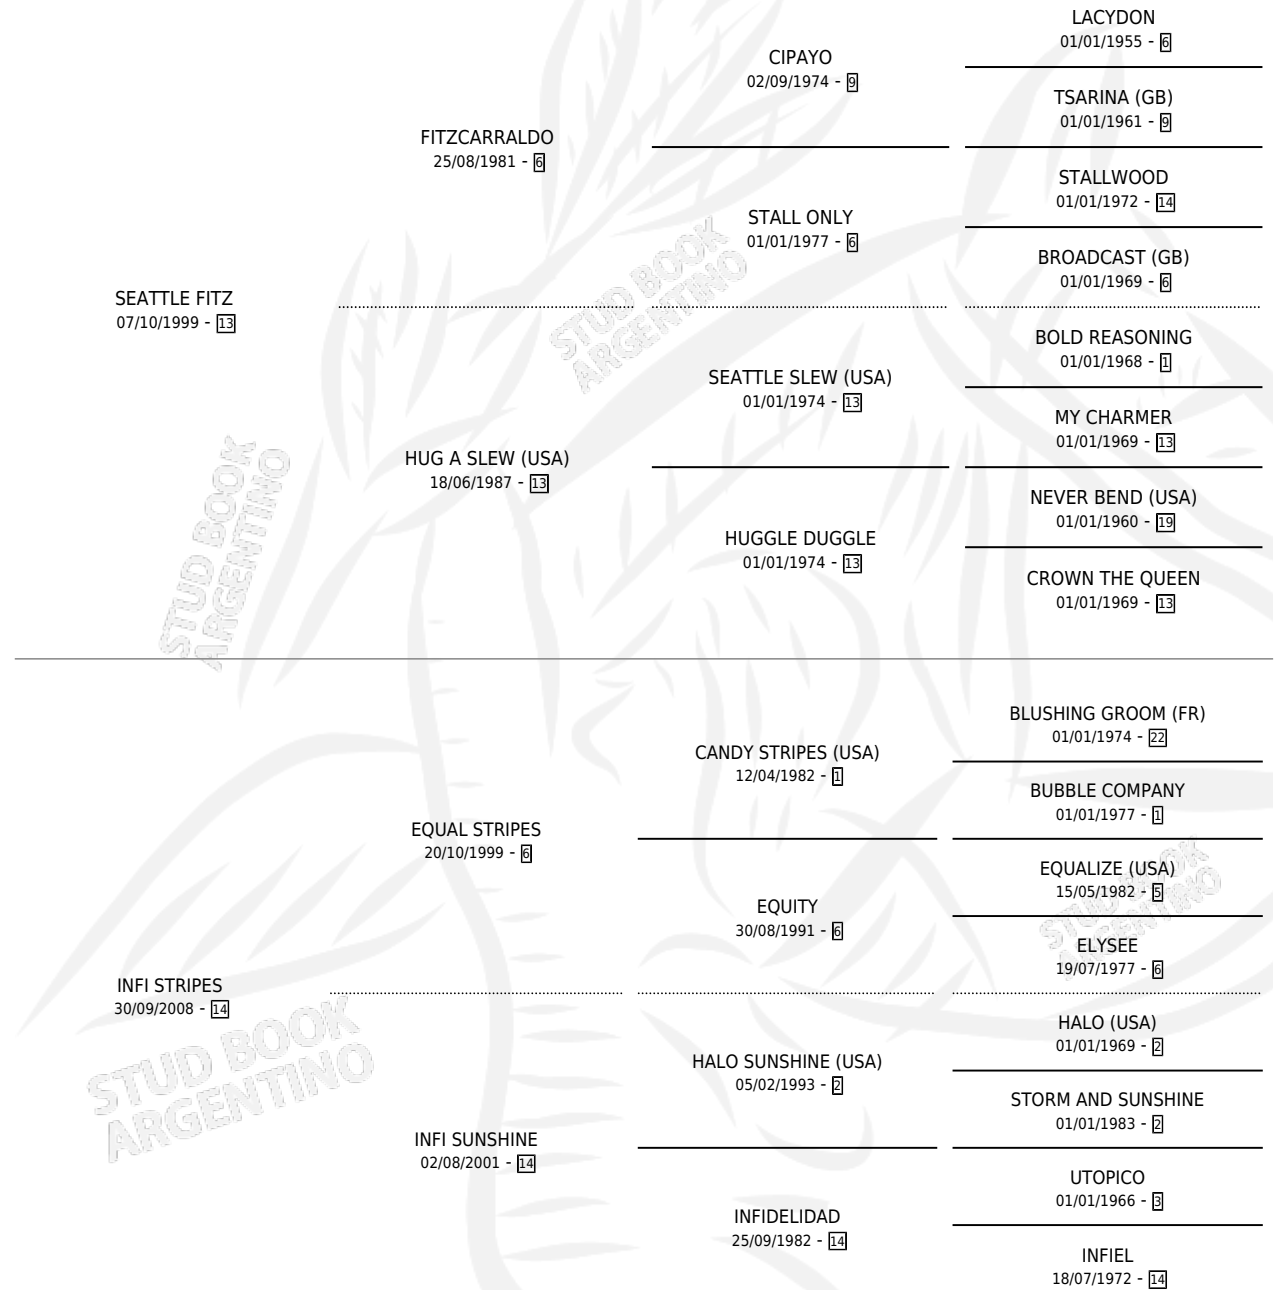 LACYDON
01/01/1955 - 6
CIPAYO
02/09/1974 - 9
TSARINA (GB)
01/01/1961 - 9
FITZCARRALDO
25/08/1981 - 6
STALLWOOD
01/01/1972 - 14
STALL ONLY
01/01/1977 - 6
BROADCAST (GB)
01/01/1969 - 6
SEATTLE FITZ
07/10/1999 - 13
BOLD REASONING
01/01/1968 - 1
SEATTLE SLEW (USA)
01/01/1974 - 13
MY CHARMER
01/01/1969 - 13
HUG A SLEW (USA)
18/06/1987 - 13
NEVER BEND (USA)
01/01/1960 - 19
HUGGLE DUGGLE
01/01/1974 - 13
CROWN THE QUEEN
01/01/1969 - 13
BLUSHING GROOM (FR)
01/01/1974 - 22
CANDY STRIPES (USA)
12/04/1982 - 1
BUBBLE COMPANY
01/01/1977 - 1
EQUAL STRIPES
20/10/1999 - 6
EQUALIZE (USA)
15/05/1982 - 5
EQUITY
30/08/1991 - 6
ELYSEE
19/07/1977 - 6
INFI STRIPES
30/09/2008 - 14
HALO (USA)
01/01/1969 - 2
HALO SUNSHINE (USA)
05/02/1993 - 2
STORM AND SUNSHINE
01/01/1983 - 2
INFI SUNSHINE
02/08/2001 - 14
UTOPICO
01/01/1966 - 3
INFIDELIDAD
25/09/1982 - 14
INFIEL
18/07/1972 - 14
STUD BOOK
ARGENTINO
STUD BOOK
ARGENTINO
STUD BOOK
ARGENTINO
STUD BOOK
ARGENTINO